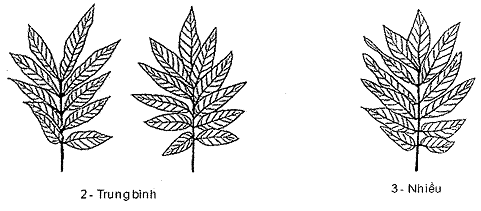 2 - Trung bình
3 - Nhiều